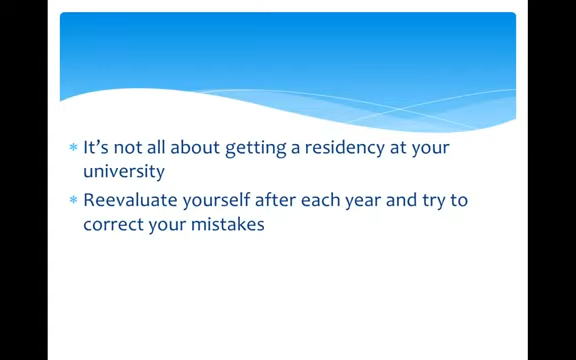 * It's not all about getting a residency at your
university
* Reevaluate yourself after each year and try to
correct your mistakes